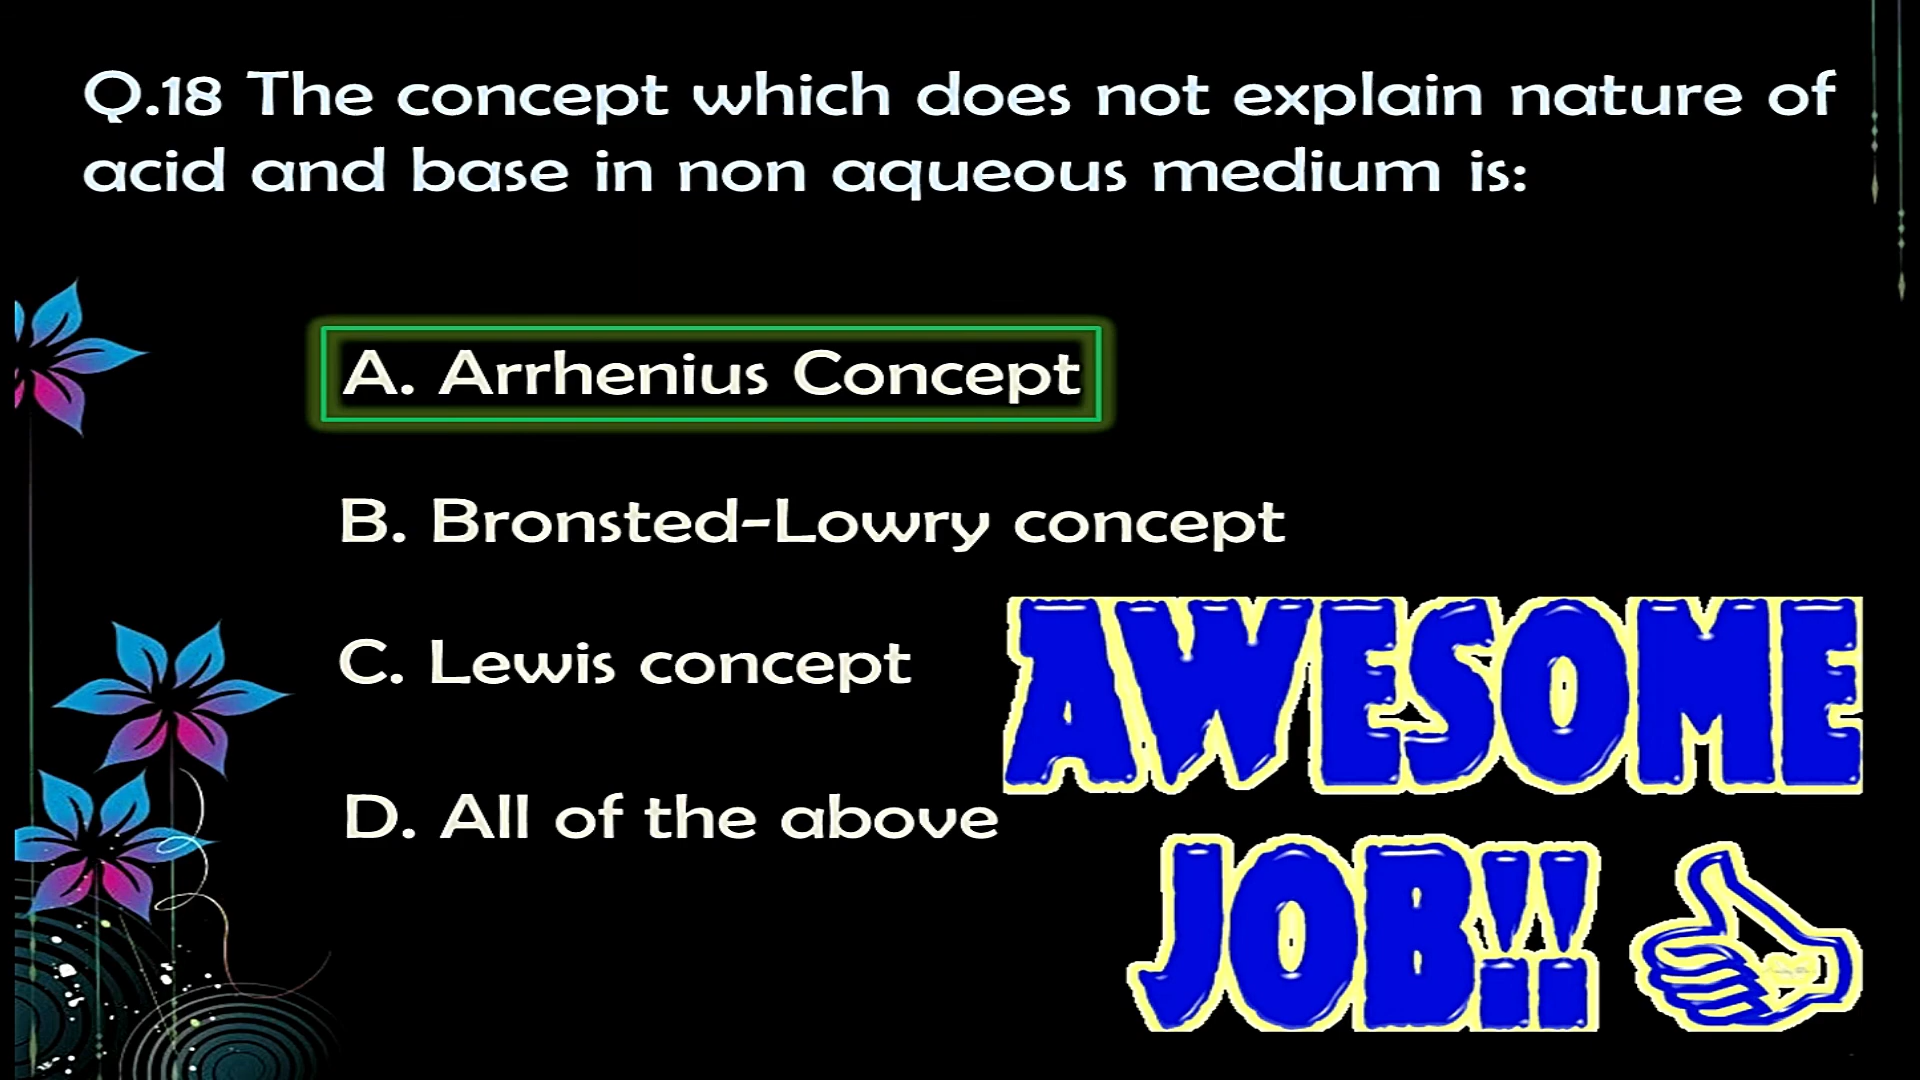 Q.18 The concept which does not explain nature of
acid and base in non aqueous medium is:
A. Arrhenius Concept
B. Bronsted-Lowry concept
C. Lewis concept
D. All of the above
AWESOME
JOB!!